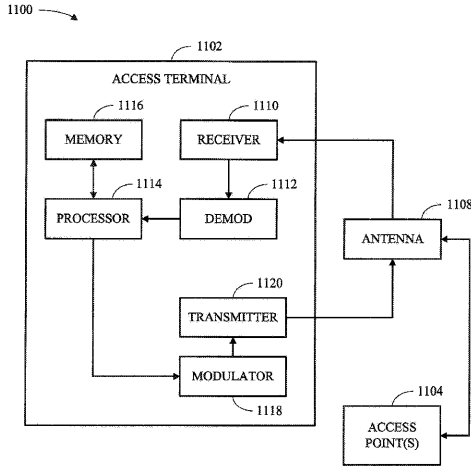 1100
1102
ACCESS TERMINAL
1116
1110
MEMORY
RECEIVER
1114
1112
1108
PROCESSOR
DEMOD
ANTENNA
1120
TRANSMITTER
MODULATOR
1118
1104
ACCESS
POINT(S)